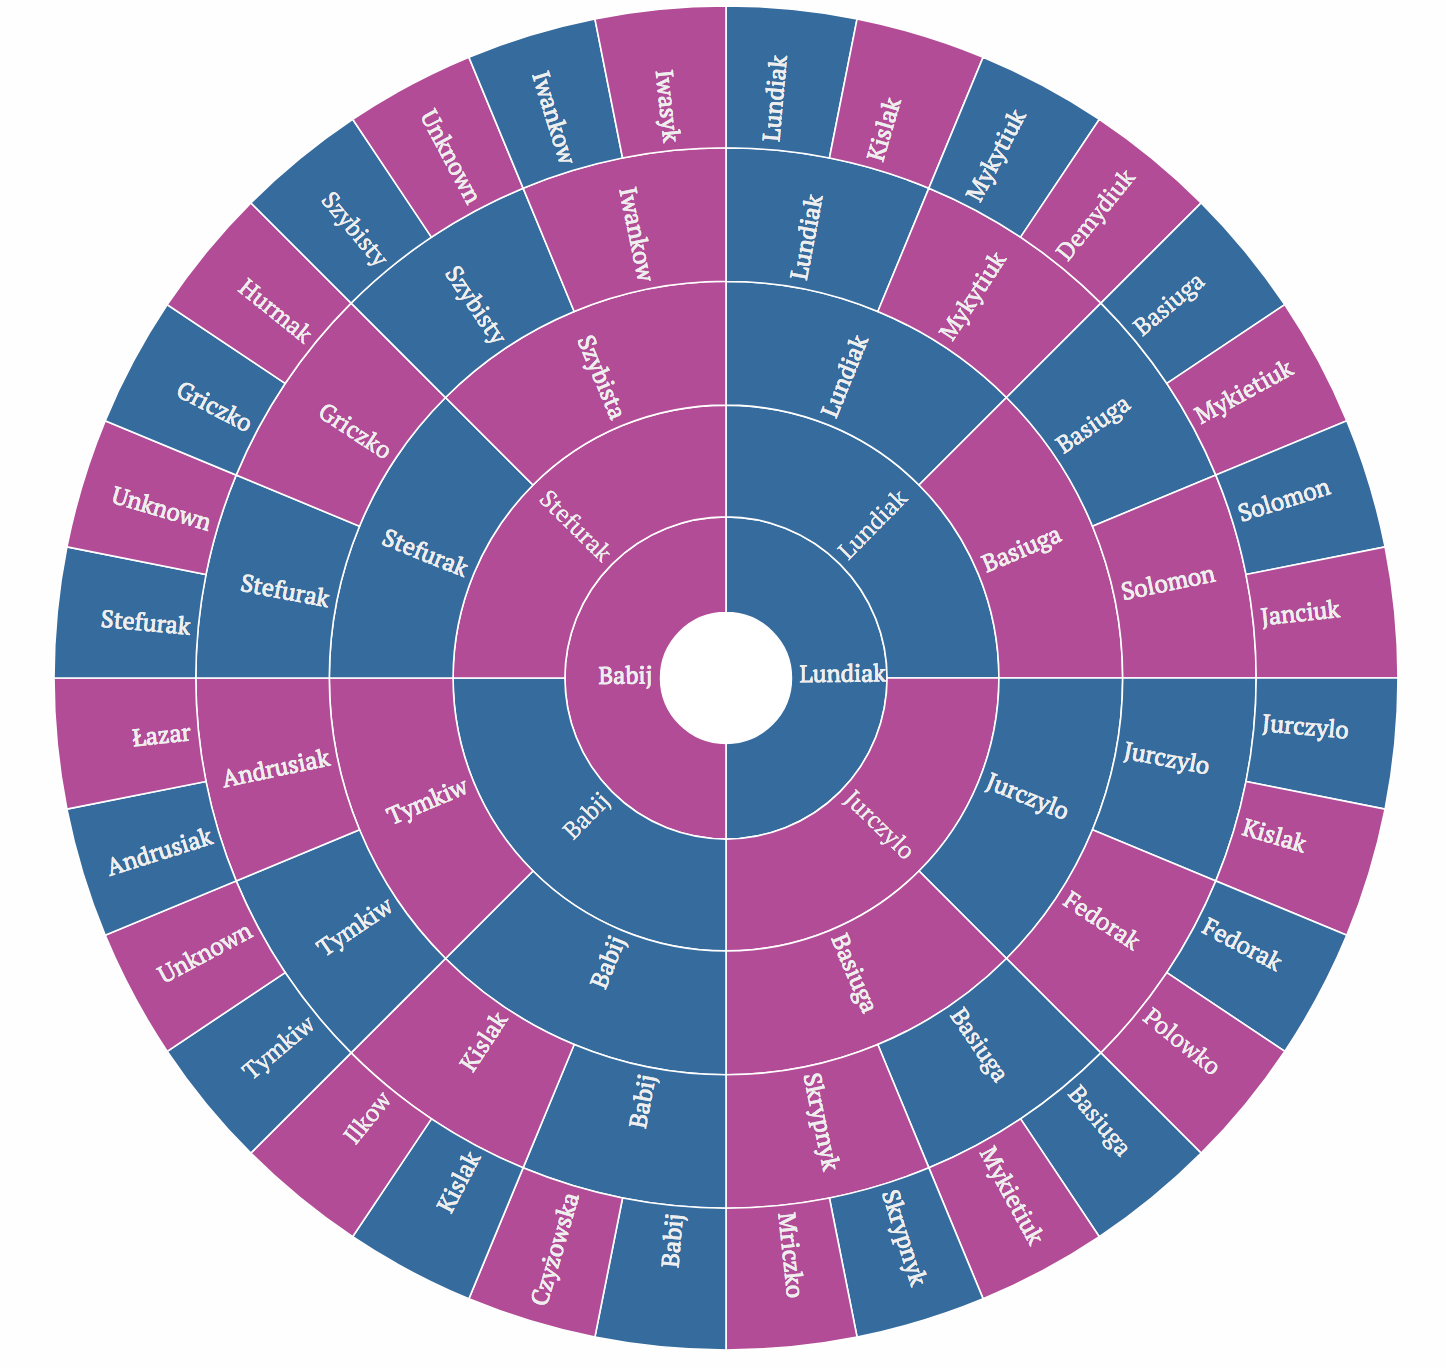 Lundiak
Babij
Lundiak
Jurczylo
Babij
Stefurak
Lundiak
Basiuga
Jurczylo
Basiuga
Babij
Tymkiw
Stefurak
Szybista
Lundiak
Mykytiuk
Basiuga
Solomon
Jurczylo
Fedorak
Basiuga
Skrypnyk
Babij
Kislak
Tymkiw
Andrusiak
Stefurak
Griczko
Szybisty
Iwankow
Lundiak
Kislak
Mykytiuk
Demydiuk
Basiuga
Mykietiuk
Solomon
Janciuk
Jurczylo
Kislak
Fedorak
Polowko
Basiuga
Mykietiuk
Skrypnyk
Mriczko
Babij
Czyżowska
Kislak
Ilkow
Tymkiw
Unknown
Andrusiak
Łazar
Stefurak
Unknown
Griczko
Hurmak
Szybisty
Unknown
Iwankow
Iwasyk